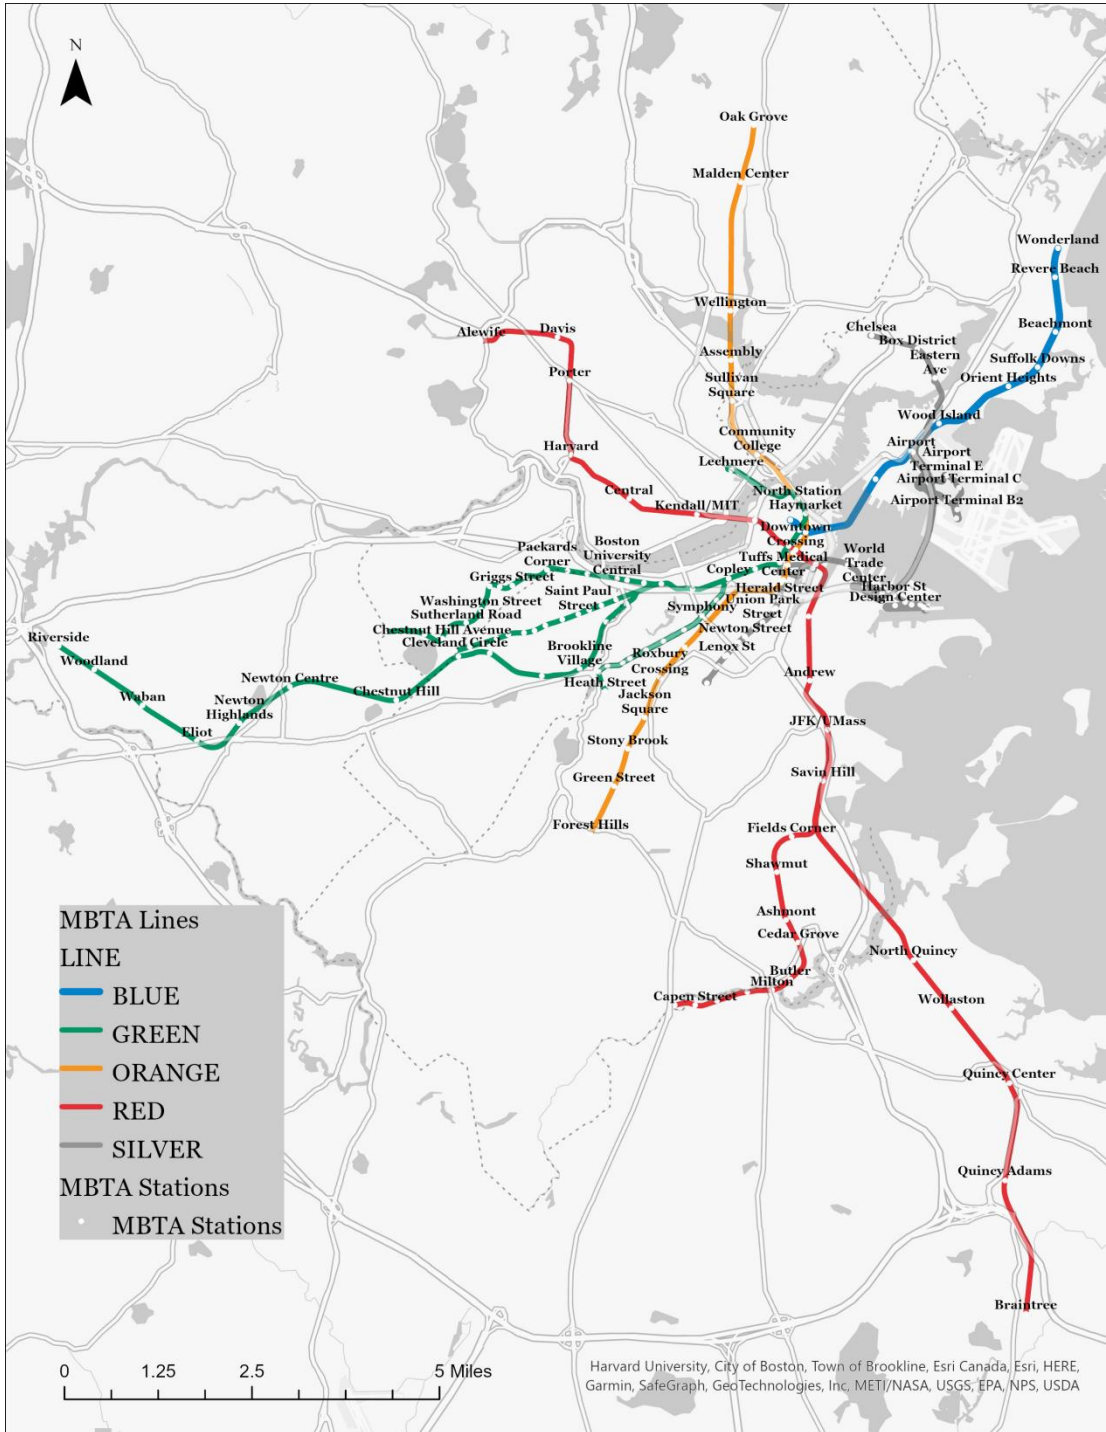 N
Oak Grove
Malden Center
Wonderland
Revere Beach
Wellington
Beachmont
Chelsea
Alewife
Davis
Box District
Eastern
Ave
Assembly
Suffolk Downs
Porter
Sullivan
Square
Orient Heights
Wood Island
Community
College
Harvard
Airport
Airport
Terminal E
Lechmere
Airport Terminal C
Central
North Station
Airport Terminal B2
Kendall/MIT
Haymarket
Downtown
Crossing
Boston
University
Central
Packards
Corner
Tuffs Medical
Center
World
Trade
Center
Copley
Griggs Street
Harbor St
Design Center
Saint Paul
Street
Herald Street
Washington Street
Union Park
Street
Sutherland Road
Symphony
Chestnut Hill Avenue
Newton Street
Riverside
Cleveland Circle
Brookline
Village
Lenox St
Woodland
Roxbury
Crossing
Newton Centre
Heath Street
Andrew
Waban
Chestnut Hill
Newton
Highlands
Jackson
Square
JFK/UMass
Eliot
Stony Brook
Savin Hill
Green Street
Forest Hills
Fields Corner
Shawmut
Ashmont
MBTA Lines
Cedar Grove
LINE
North Quincy
Butler
Milton
BLUE
Capen Street
Wollaston
GREEN
ORANGE
Quincy Center
RED
SILVER
Quincy Adams
MBTA Stations
MBTA Stations
Braintree
0 1.25 2.5 5 Miles
Harvard University, City of Boston, Town of Brookline, Esri Canada, Esri, HERE,
Garmin, SafeGraph, GeoTechnologies, Inc, METI/NASA, USGS, EPA, NPS, USDA